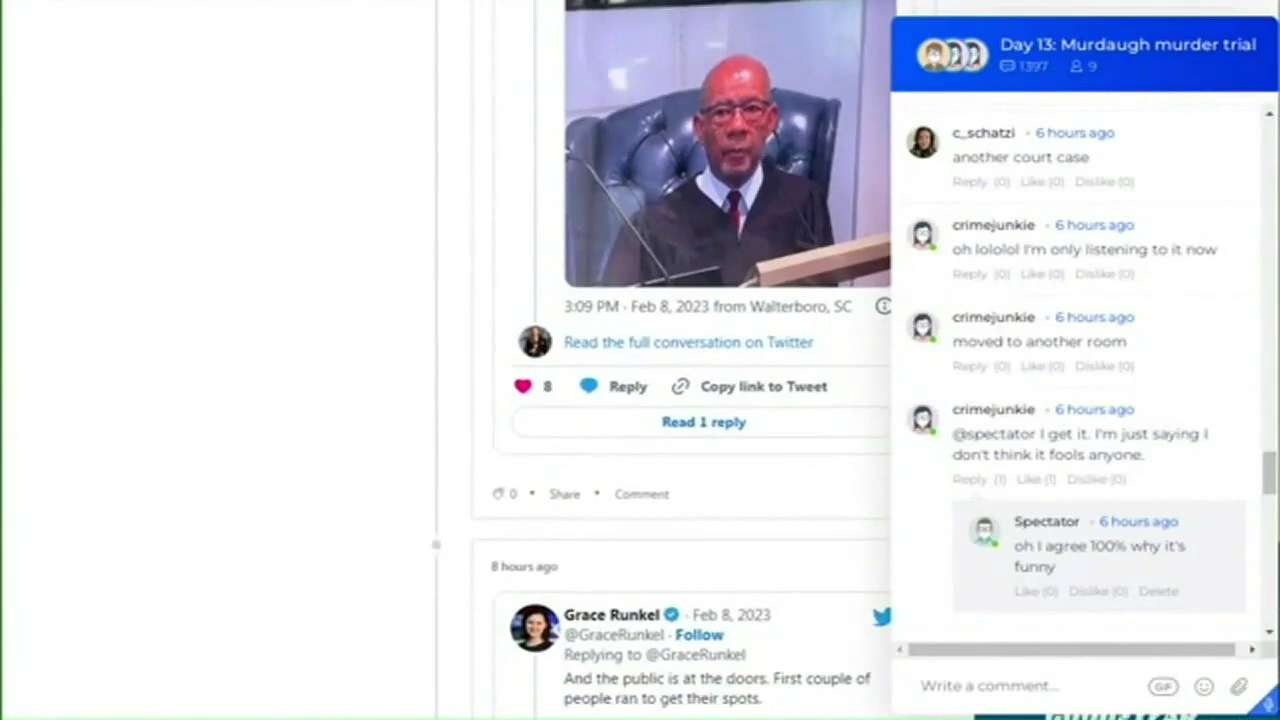 3:09 PM · Feb 8, 2023 from Walterboro, SC
Read the full conversation on Twitter
8 Reply Copy link to Tweet
Read 1 reply
0 • Share • Comment
8 hours ago
Grace Runkel · Feb 8, 2023
@GraceRunkel · Follow
Replying to @GraceRunkel
And the public is at the doors. First couple of
people ran to get their spots.
Day 13: Murdaugh murder trial
1397 9
c_schatzi • 6 hours ago
another court case
Reply (0) Like (0) Dislike (0)
crimejunkie • 6 hours ago
oh lololol I'm only listening to it now
Reply (0) Like (0) Dislike (0)
crimejunkie • 6 hours ago
moved to another room
Reply (0) Like (0) Dislike (0)
crimejunkie • 6 hours ago
@spectator I get it. I'm just saying I
don't think it fools anyone.
Reply (1) Like (1) Dislike (0)
Spectator • 6 hours ago
oh I agree 100% why it's
funny
Like (0) Dislike (0) Delete
Write a comment...
GIF